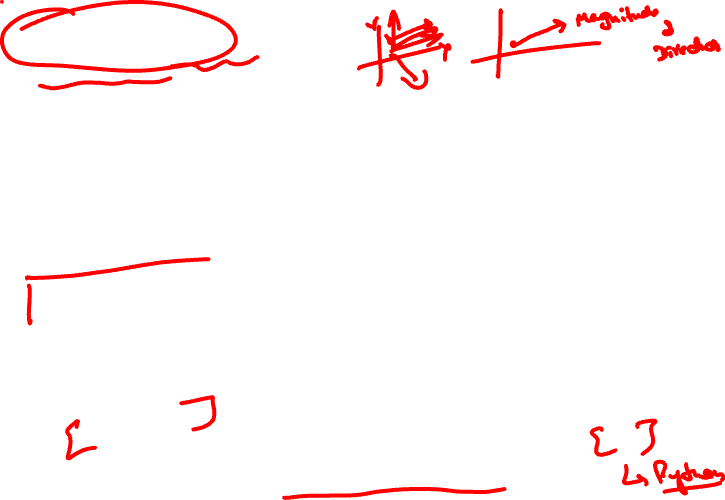 Magnitude
&
Direction
[ ]
[ ]
↳ Python